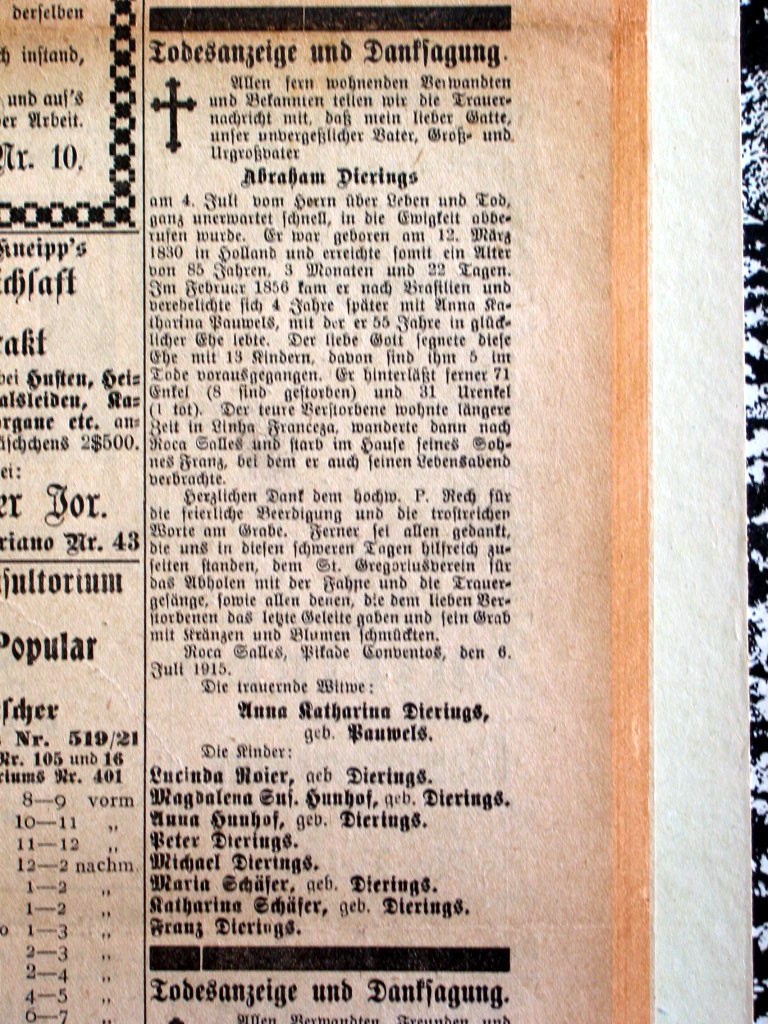 derselben
instand,
und auf's
Arbeit.
Nr. 10.
Kneipp's
bei Husten, Hei-
alsleiden, Ka-
organe etc. an-
2$500.
Jor.
Nr. 43
Popular
Nr. 519/21
Nr. 105 und 16
Nr. 401
8—9 vorm
10—11 „
11—12 „
12—2 nachm.
1—2 „
1—2 „
1—3 „
2—3 „
2—4 „
4—5 „
6—7 „
Todesanzeige und Danksagung.
Allen fern wohnenden Verwandten
und Bekannten teilen wir die Trauer-
nachricht mit, daß mein lieber Gatte,
unser unvergeßlicher Vater, Groß- und
Urgroßvater
Abraham Dierings
am 4. Juli vom Herrn über Leben und Tod,
ganz unerwartet schnell, in die Ewigkeit abbe-
rufen wurde. Er war geboren am 12. März
1830 in Holland und erreichte somit ein Alter
von 85 Jahren, 3 Monaten und 22 Tagen.
Im Februar 1856 kam er nach Brasilien und
verehelichte sich 4 Jahre später mit Anna Ka-
tharina Pauwels, mit der er 55 Jahre in glück-
licher Ehe lebte. Der liebe Gott segnete diese
Ehe mit 13 Kindern, davon sind ihm 5 im
Tode vorausgegangen. Er hinterläßt ferner 71
Enkel (8 sind gestorben) und 31 Urenkel
(1 tot). Der teure Verstorbene wohnte längere
Zeit in Linha Franceza, wanderte dann nach
Roca Salles und starb im Hause seines Soh-
nes Franz, bei dem er auch seinen Lebensabend
verbrachte.
Herzlichen Dank dem hochw. P. Rech für
die feierliche Beerdigung und die trostreichen
Worte am Grabe. Ferner sei allen gedankt,
die uns in diesen schweren Tagen hilfreich zu-
seiten standen, dem St. Gregoriusverein für
das Abholen mit der Fahne und die Trauer-
gesänge, sowie allen denen, die dem lieben Ver-
storbenen das letzte Geleite gaben und sein Grab
mit Kränzen und Blumen schmückten.
Roca Salles, Pikade Conventos, den 6.
Juli 1915.
Die trauernde Witwe:
Anna Katharina Dierings,
geb. Pauwels.
Die Kinder:
Lucinda Noier, geb Dierings.
Magdalena Sus. Hunhof, geb. Dierings.
Anna Hunhof, geb. Dierings.
Peter Dierings.
Michael Dierings.
Maria Schäfer, geb. Dierings.
Katharina Schäfer, geb. Dierings.
Franz Dierings.
Todesanzeige und Danksagung.
Allen Verwandten, Freunden und